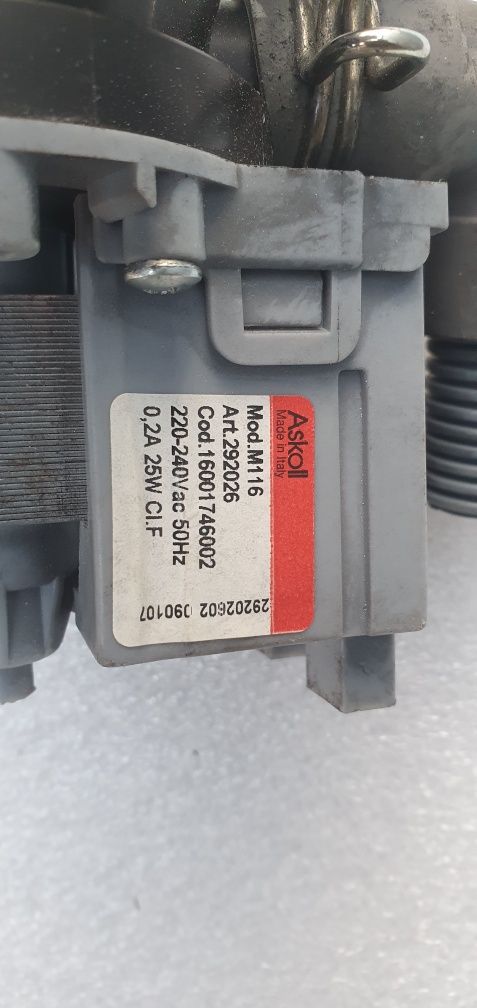 Askoll
Made in Italy
Mod.M116
Art.292026
Cod.16001746002
220-240Vac 50Hz
0,2A 25W Cl.F
29202602 090107